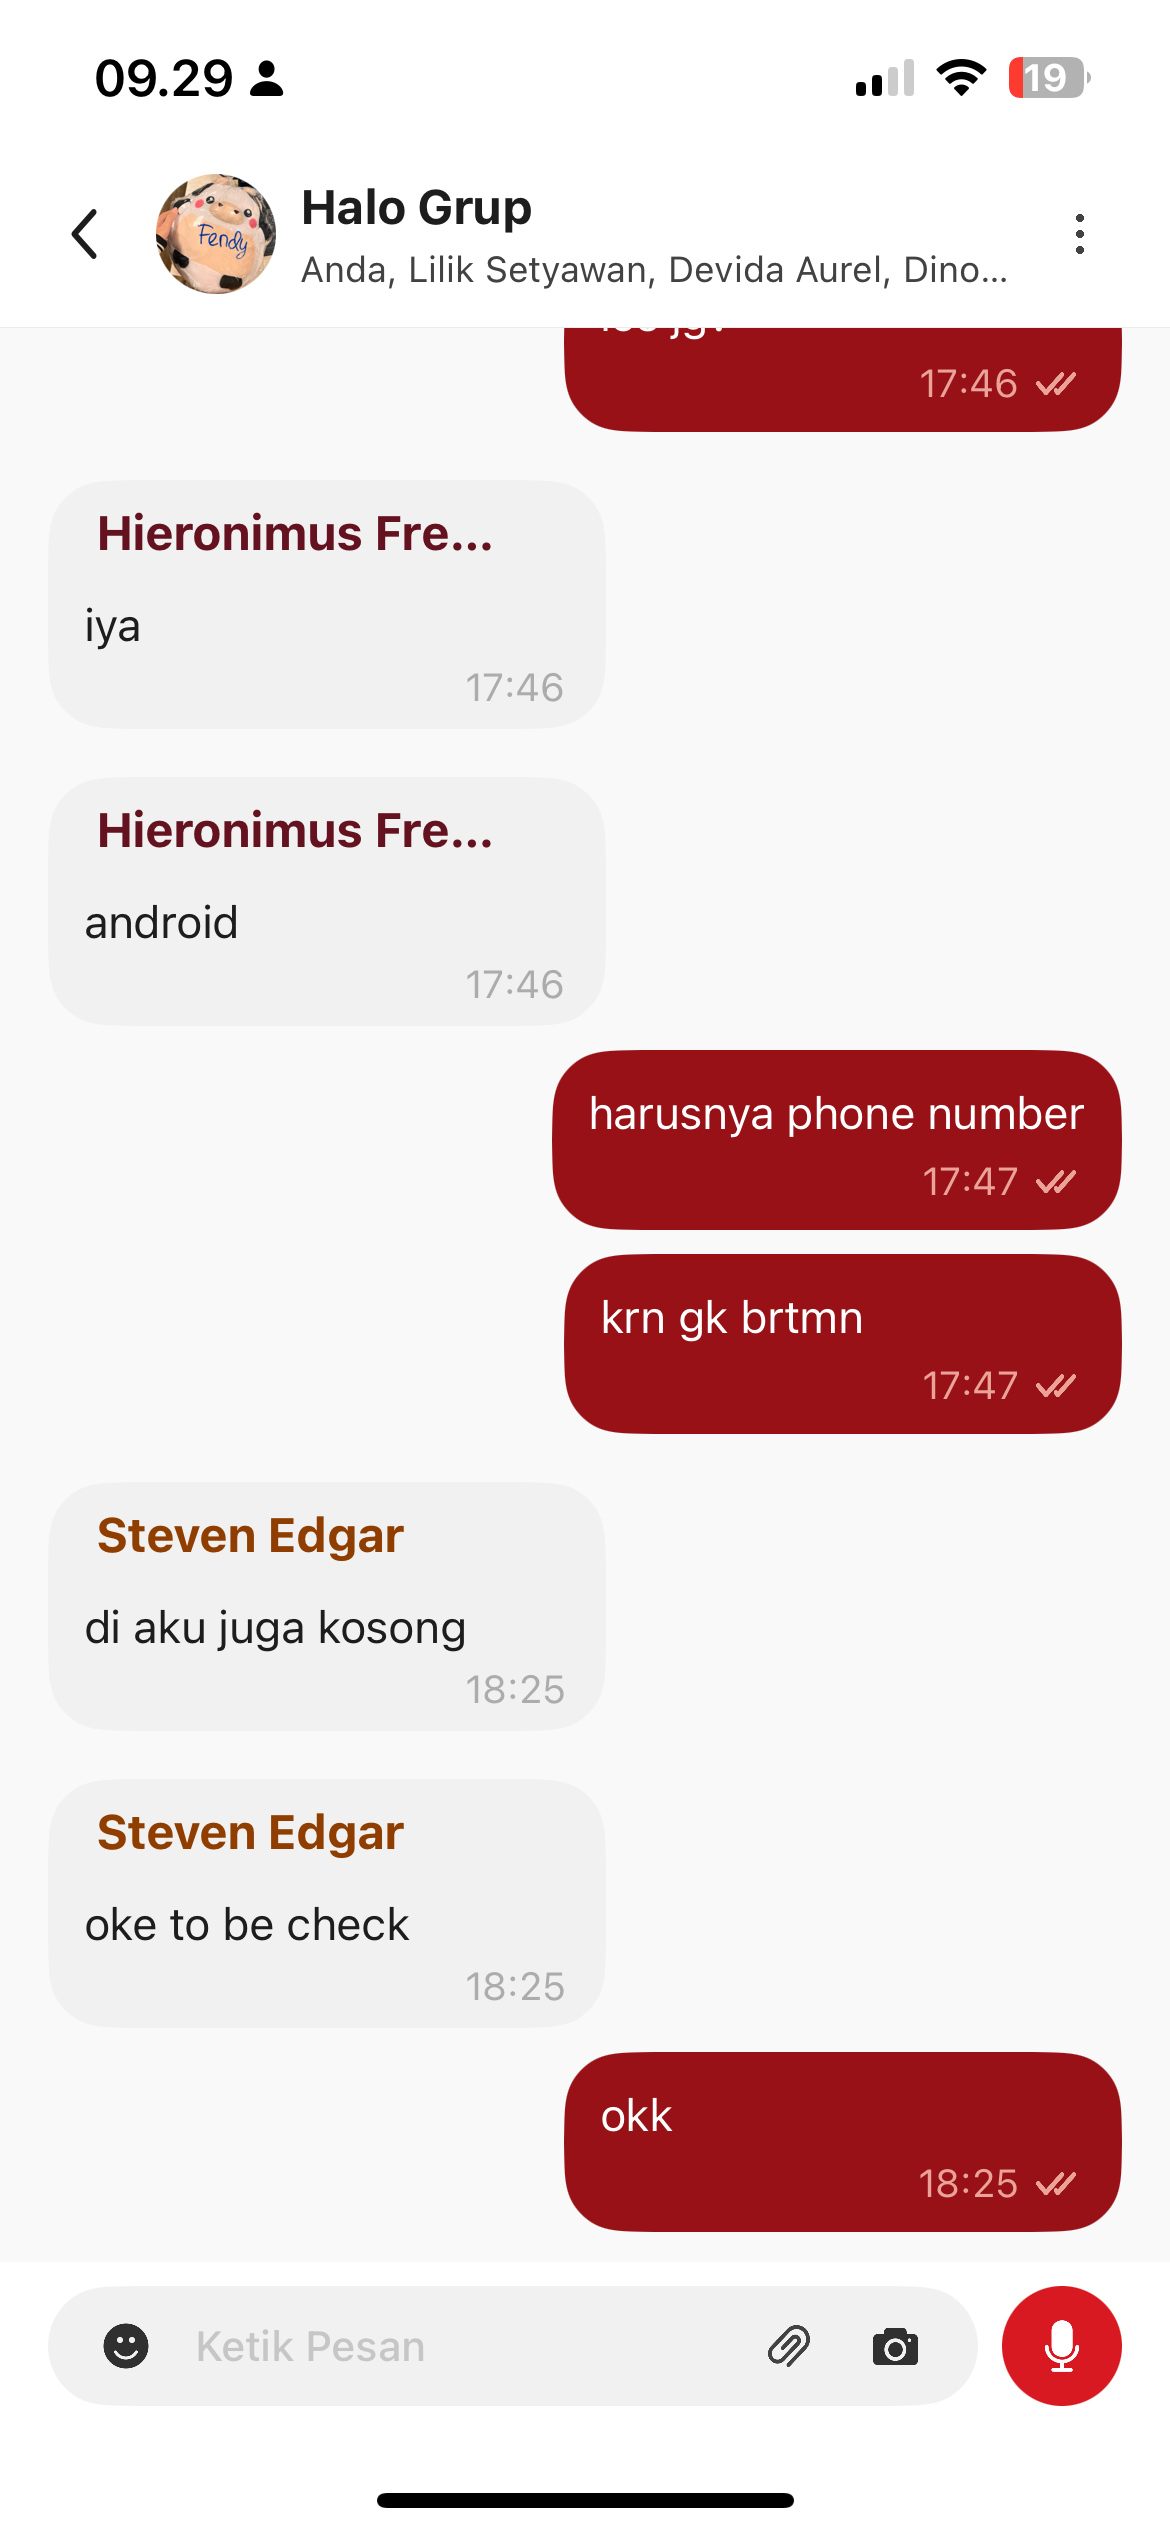 09.29
19
Fendy
Halo Grup
Anda, Lilik Setyawan, Devida Aurel, Dino...
17:46
Hieronimus Fre...
iya
17:46
Hieronimus Fre...
android
17:46
harusnya phone number
17:47
krn gk brtmn
17:47
Steven Edgar
di aku juga kosong
18:25
Steven Edgar
oke to be check
18:25
okk
18:25
Ketik Pesan